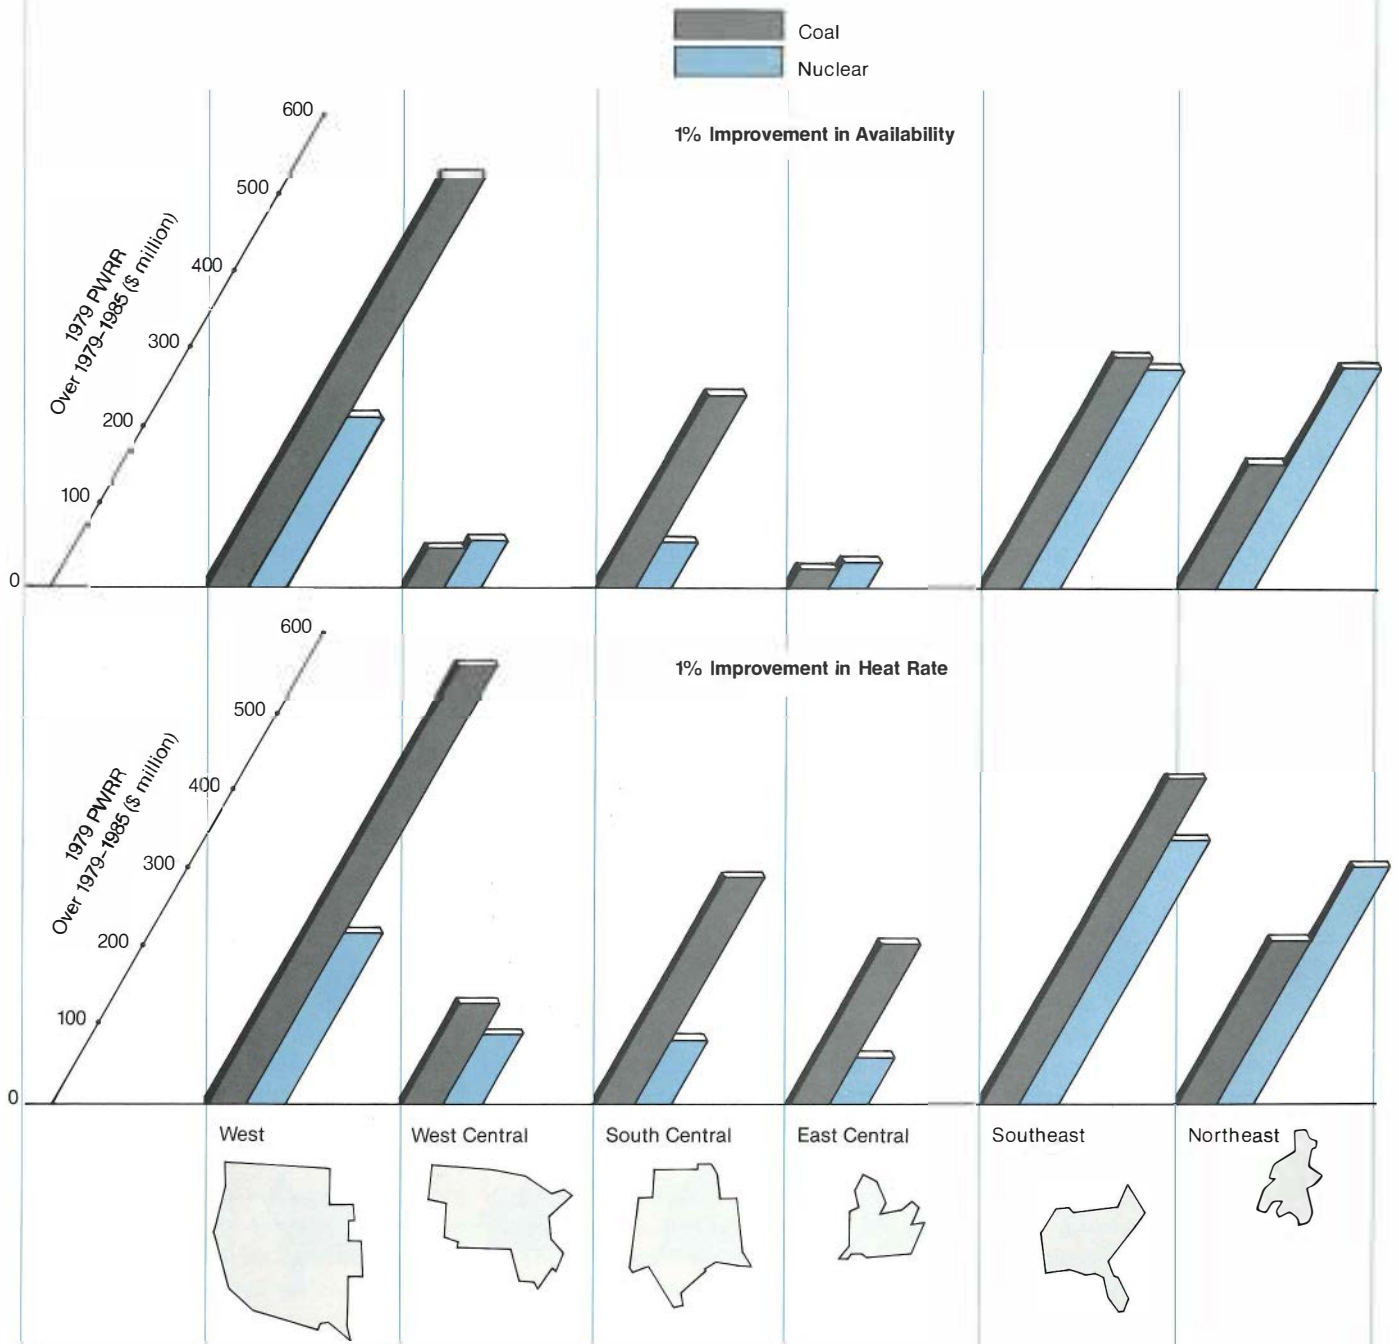 Coal
Nuclear
1% Improvement in Availability
600
500
400
300
200
100
0
1979 PWRR
Over 1979–1985 ($ million)
1% Improvement in Heat Rate
600
500
400
300
200
100
0
1979 PWRR
Over 1979–1985 ($ million)
West
West Central
South Central
East Central
Southeast
Northeast